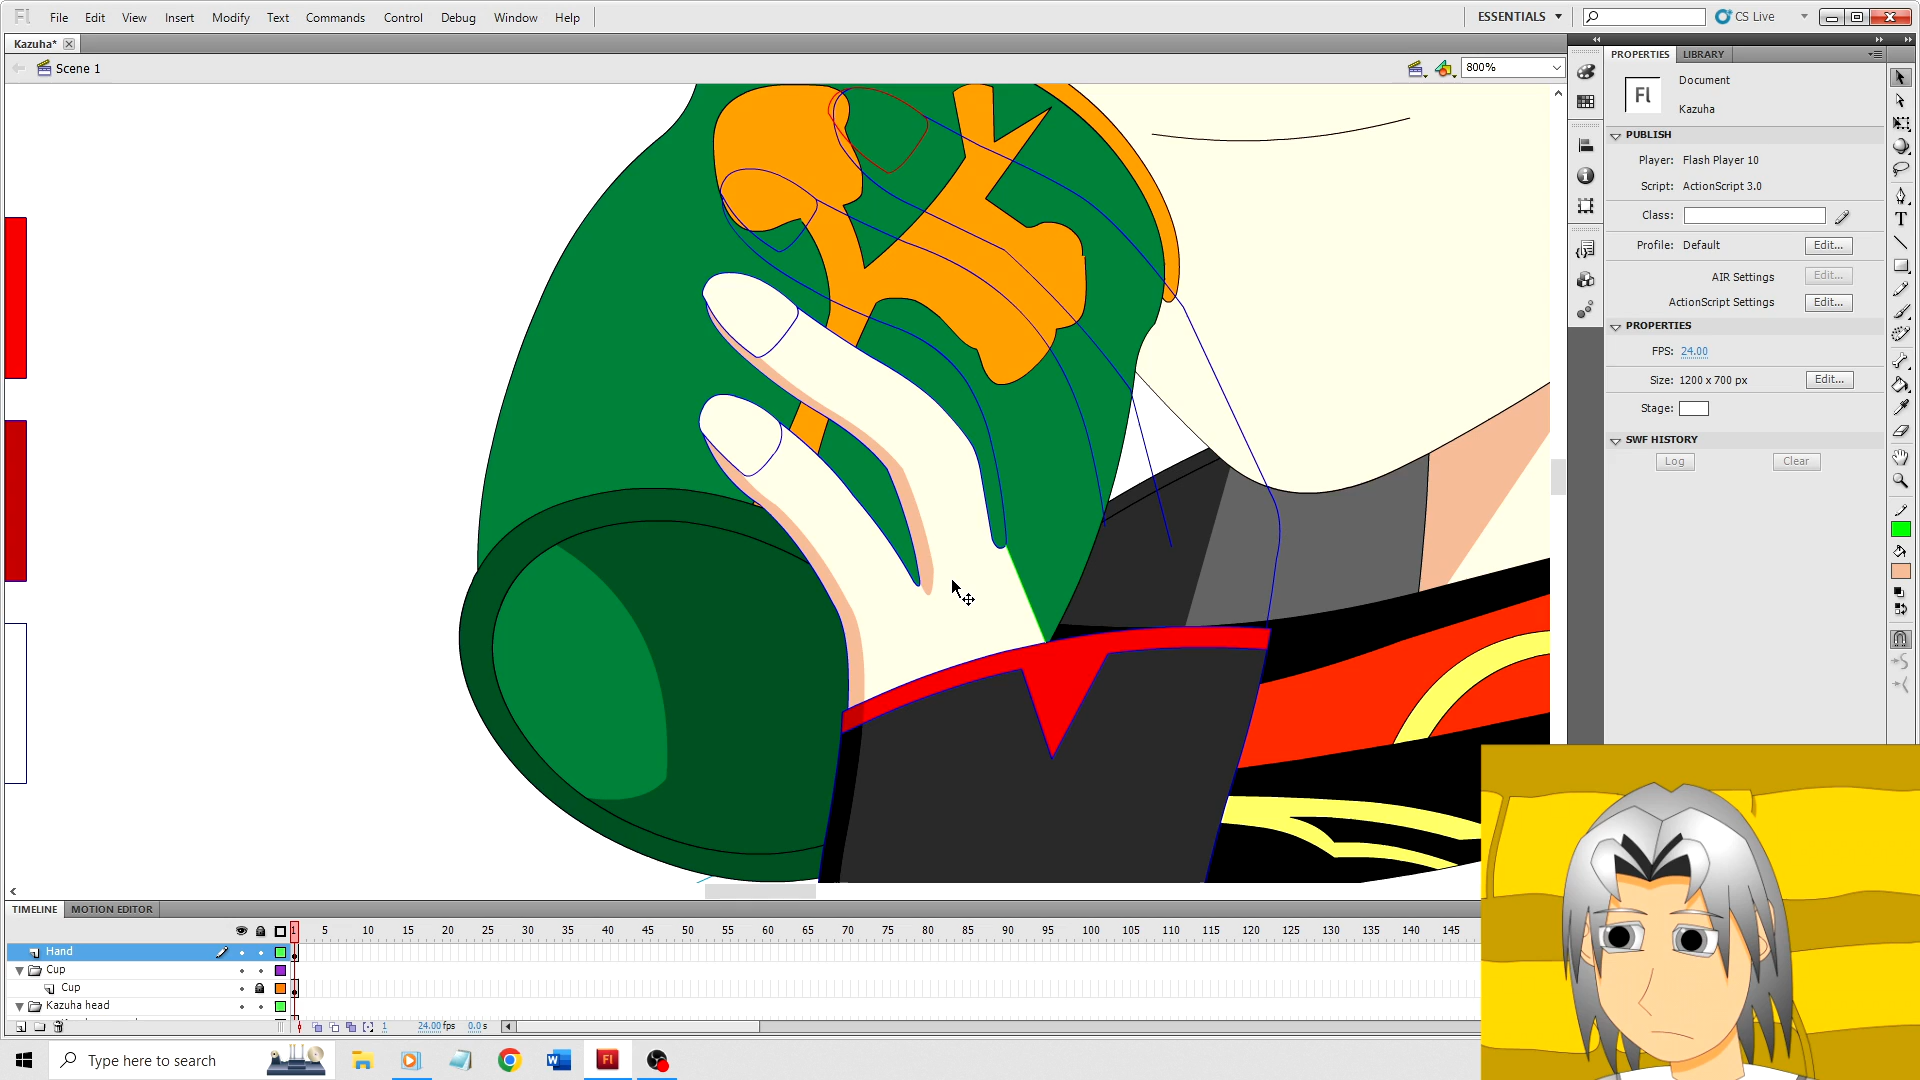 Fl File Edit View Insert Modify Text Commands Control Debug Window Help ESSENTIALS CS Live
Kazuha*
Scene 1 800%
PROPERTIES LIBRARY
Fl Document
Kazuha
PUBLISH
Player: Flash Player 10
Script: ActionScript 3.0
Class:
Profile: Default Edit...
AIR Settings Edit...
ActionScript Settings Edit...
PROPERTIES
FPS: 24.00
Size: 1200 x 700 px Edit...
Stage:
SWF HISTORY
Log Clear
TIMELINE MOTION EDITOR
1 5 10 15 20 25 30 35 40 45 50 55 60 65 70 75 80 85 90 95 100 105 110 115 120 125 130 135 140 145
Hand
Cup
Cup
Kazuha head
1 24.00 fps 0.0 s
Type here to search